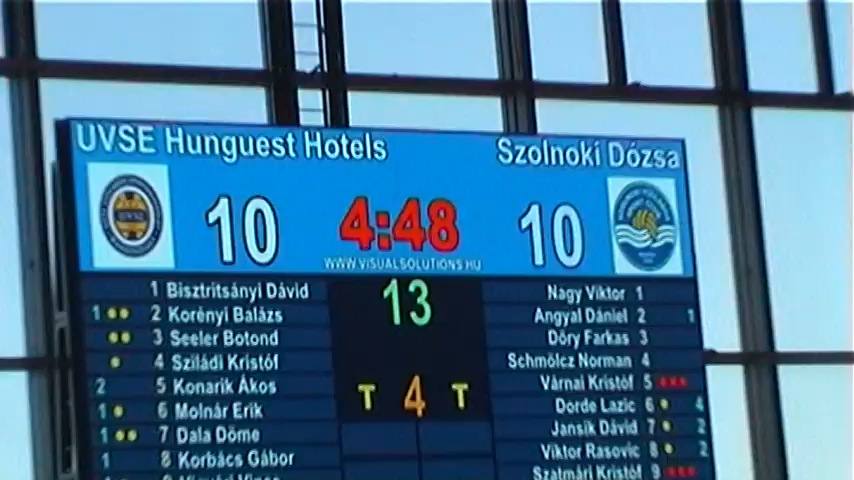 UVSE Hunguest Hotels Szolnoki Dózsa
UVSE 10 4:48 10
WWW.VISUALSOLUTIONS.HU
13
1 Bisztritsányi Dávid Nagy Viktor 1
1 2 Korényi Balázs Angyal Dániel 2 1
3 Seeler Botond Döry Farkas 3
4 Sziládi Kristóf Schmölcz Norman 4
2 5 Konarik Ákos T 4 T Várnai Kristóf 5
1 6 Molnár Erik Dorde Lazic 6 4
1 7 Dala Döme Jansik Dávid 7 2
1 8 Korbács Gábor Viktor Rasovic 8 2
Szatmári Kristóf 9